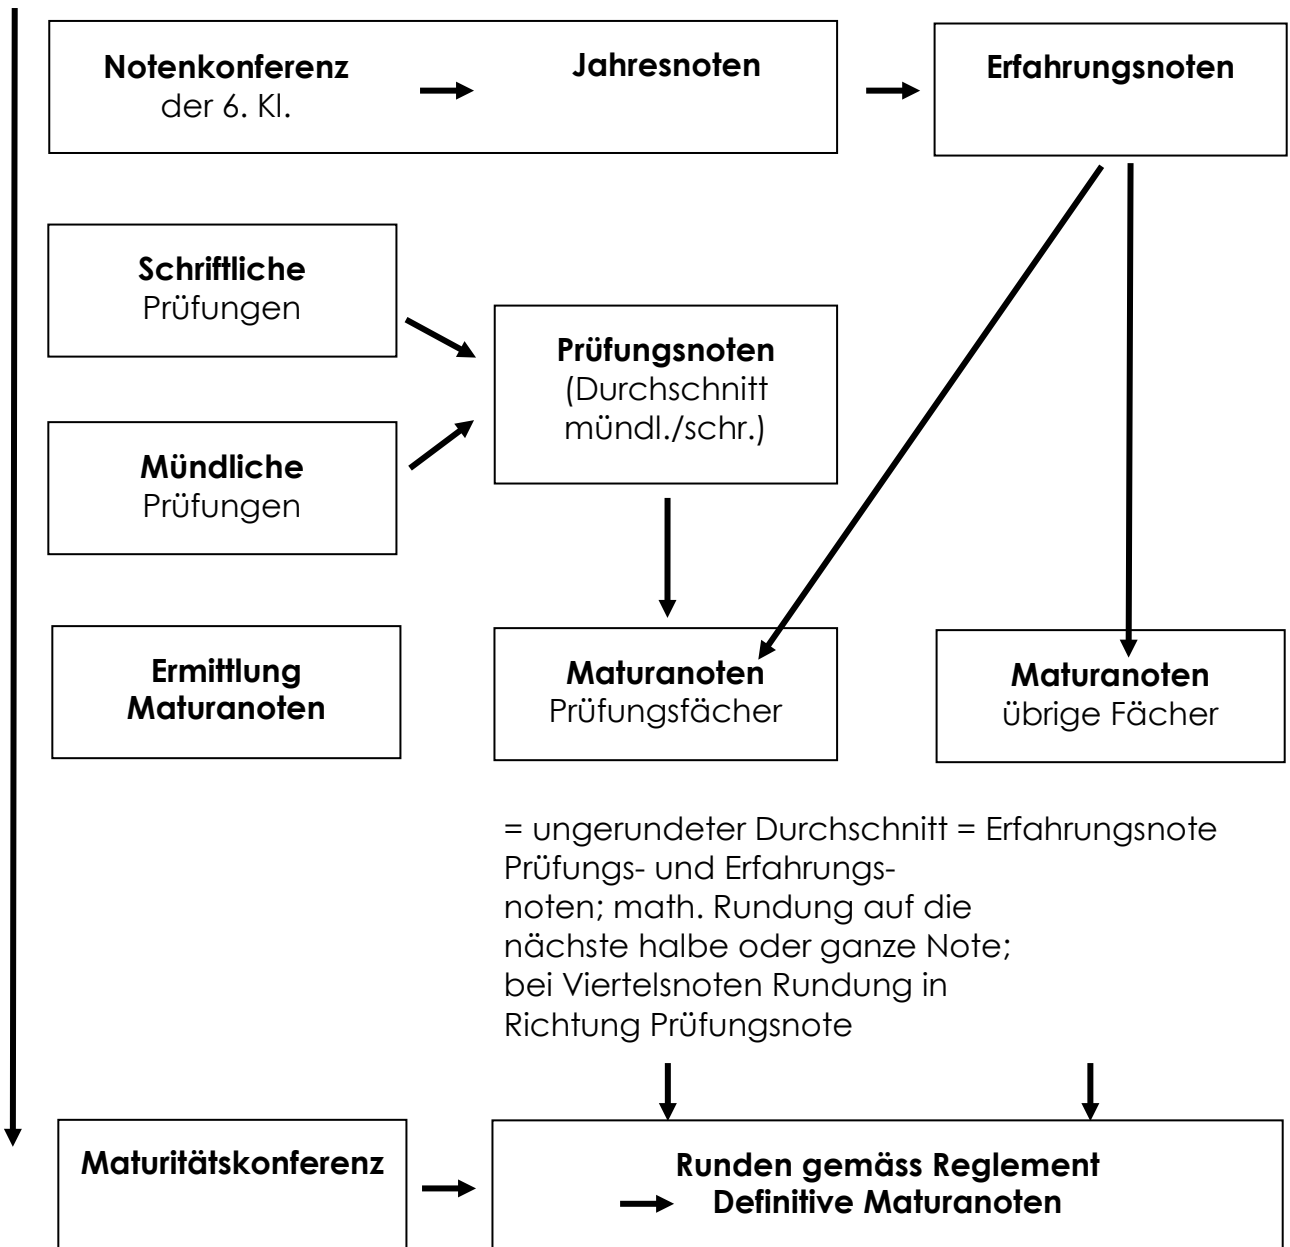 Notenkonferenz
der 6. Kl.
Jahresnoten
Erfahrungsnoten
Schriftliche
Prüfungen
Prüfungsnoten
(Durchschnitt
mündl./schr.)
Mündliche
Prüfungen
Ermittlung
Maturanoten
Maturanoten
Prüfungsfächer
Maturanoten
übrige Fächer
= ungerundeter Durchschnitt = Erfahrungsnote
Prüfungs- und Erfahrungs-
noten; math. Rundung auf die
nächste halbe oder ganze Note;
bei Viertelsnoten Rundung in
Richtung Prüfungsnote
Maturitätskonferenz
Runden gemäss Reglement
Definitive Maturanoten